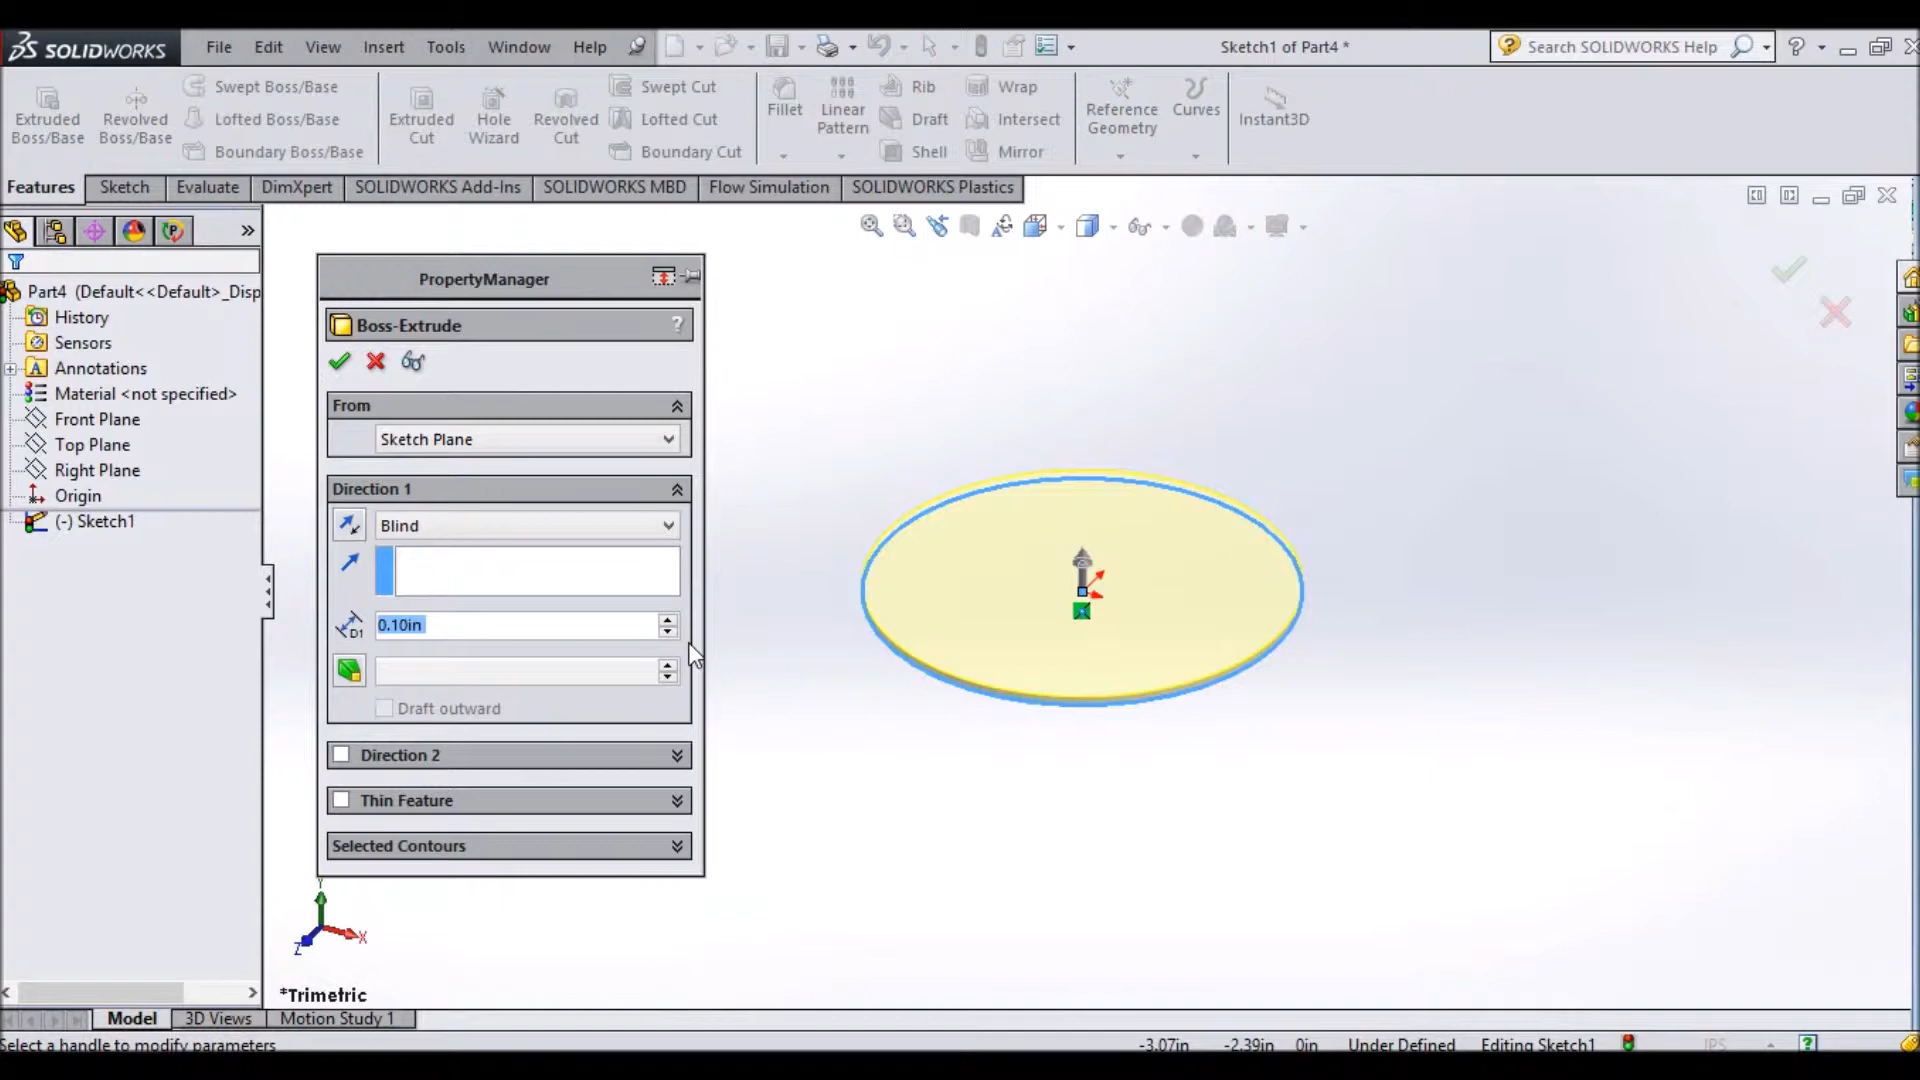 SOLIDWORKS File Edit View Insert Tools Window Help Sketch1 of Part4 * Search SOLIDWORKS Help
Extruded Boss/Base
Revolved Boss/Base
Swept Boss/Base
Lofted Boss/Base
Boundary Boss/Base
Extruded Cut
Hole Wizard
Revolved Cut
Swept Cut
Lofted Cut
Boundary Cut
Fillet
Linear Pattern
Rib
Draft
Shell
Wrap
Intersect
Mirror
Reference Geometry
Curves
Instant3D
Features Sketch Evaluate DimXpert SOLIDWORKS Add-Ins SOLIDWORKS MBD Flow Simulation SOLIDWORKS Plastics
Part4 (Default<<Default>_Disp
History
Sensors
Annotations
Material <not specified>
Front Plane
Top Plane
Right Plane
Origin
(-) Sketch1
PropertyManager
Boss-Extrude ?
From
Sketch Plane
Direction 1
Blind
D1 0.10in
Draft outward
Direction 2
Thin Feature
Selected Contours
Y
X
Z
*Trimetric
Model 3D Views Motion Study 1
Select a handle to modify parameters -3.07in -2.39in 0in Under Defined Editing Sketch1 IPS